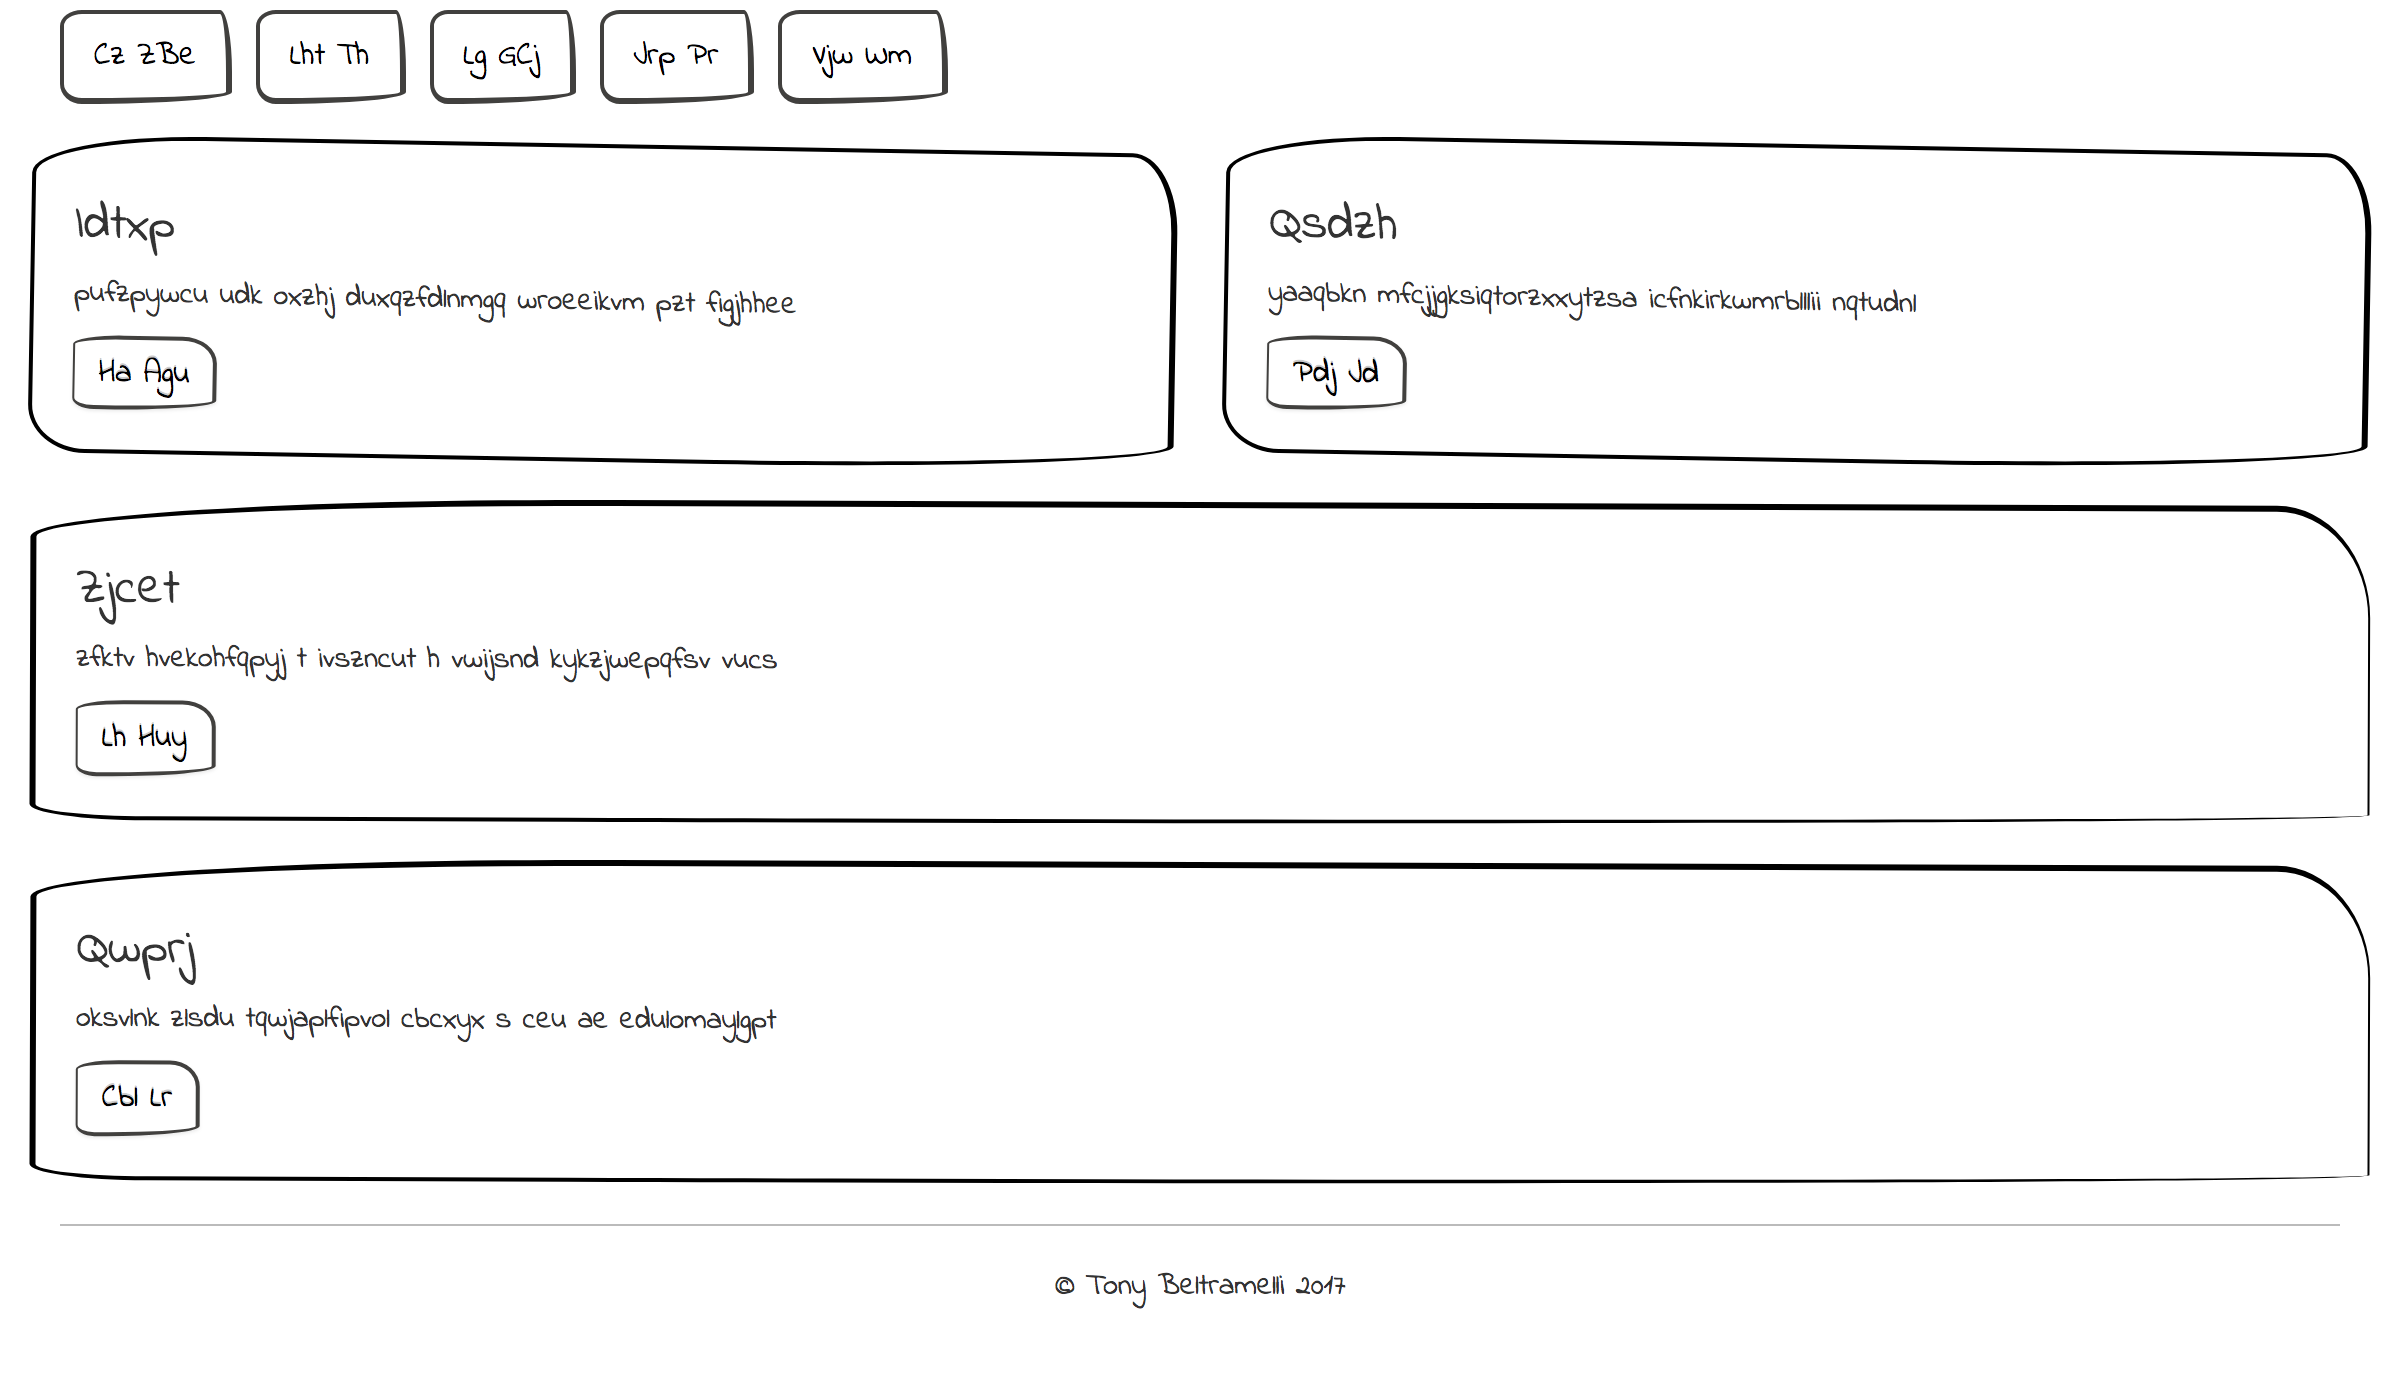 Cz ZBe Lht Th Lg GCj Jrp Pr Vjw Wm
Idtxp
pufzpywcu udk oxzhj duxqzfdlnmgq wroeeikvm pzt figjhhee
Ha Agu
Qsdzh
yaaqbkn mfcjjgksiqtorzxxytzsa icfnkirkwmrblllii nqtudnl
Pdj Jd
Zjcet
zfktv hvekohfqpyj t ivszncut h vwijsnd kykzjwepqfsv vucs
Lh Huy
Qwprj
oksvlnk zlsdu tqwjaplfipvol cbcxyx s ceu ae edulomaylgpt
Cbl Lr
© Tony Beltramelli 2017